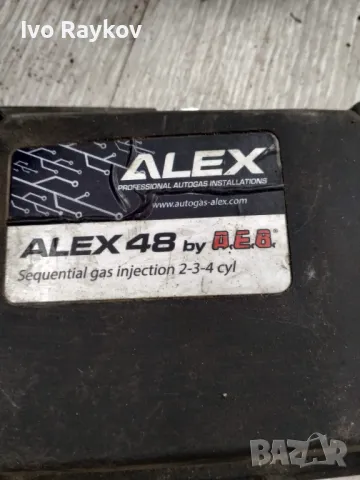 Ivo Raykov
ALEX
PROFESSIONAL AUTOGAS INSTALLATIONS
www.autogas-alex.com
ALEX 48 by A.E.B.®
Sequential gas injection 2-3-4 cyl
BAZAR